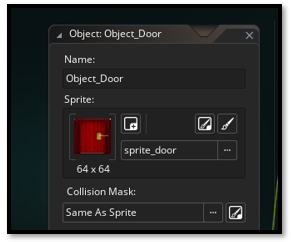 Object: Object_Door
Name:
Object_Door
Sprite:
sprite_door
64 x 64
Collision Mask:
Same As Sprite